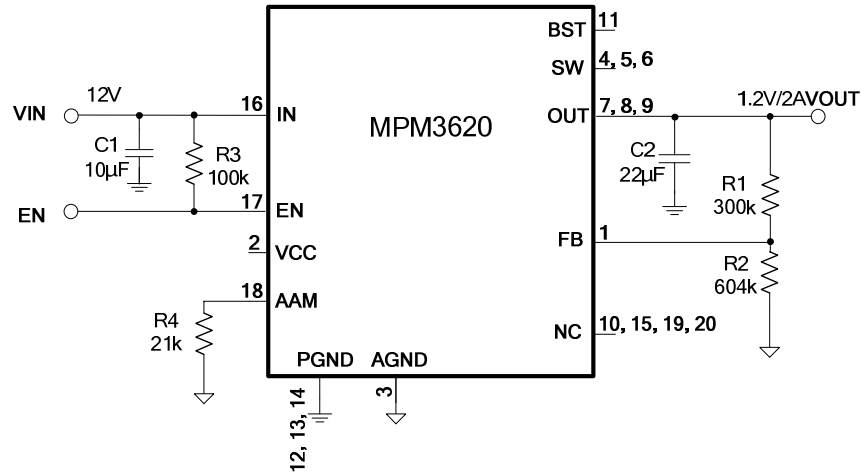 BST 11
SW 4, 5, 6
VIN 12V 16 IN MPM3620 OUT 7, 8, 9 1.2V/2A VOUT
C1
10µF
R3
100k
C2
22µF
R1
300k
EN 17 EN
FB 1
2 VCC
R2
604k
18 AAM
R4
21k
NC 10, 15, 19, 20
PGND AGND
12, 13, 14
3